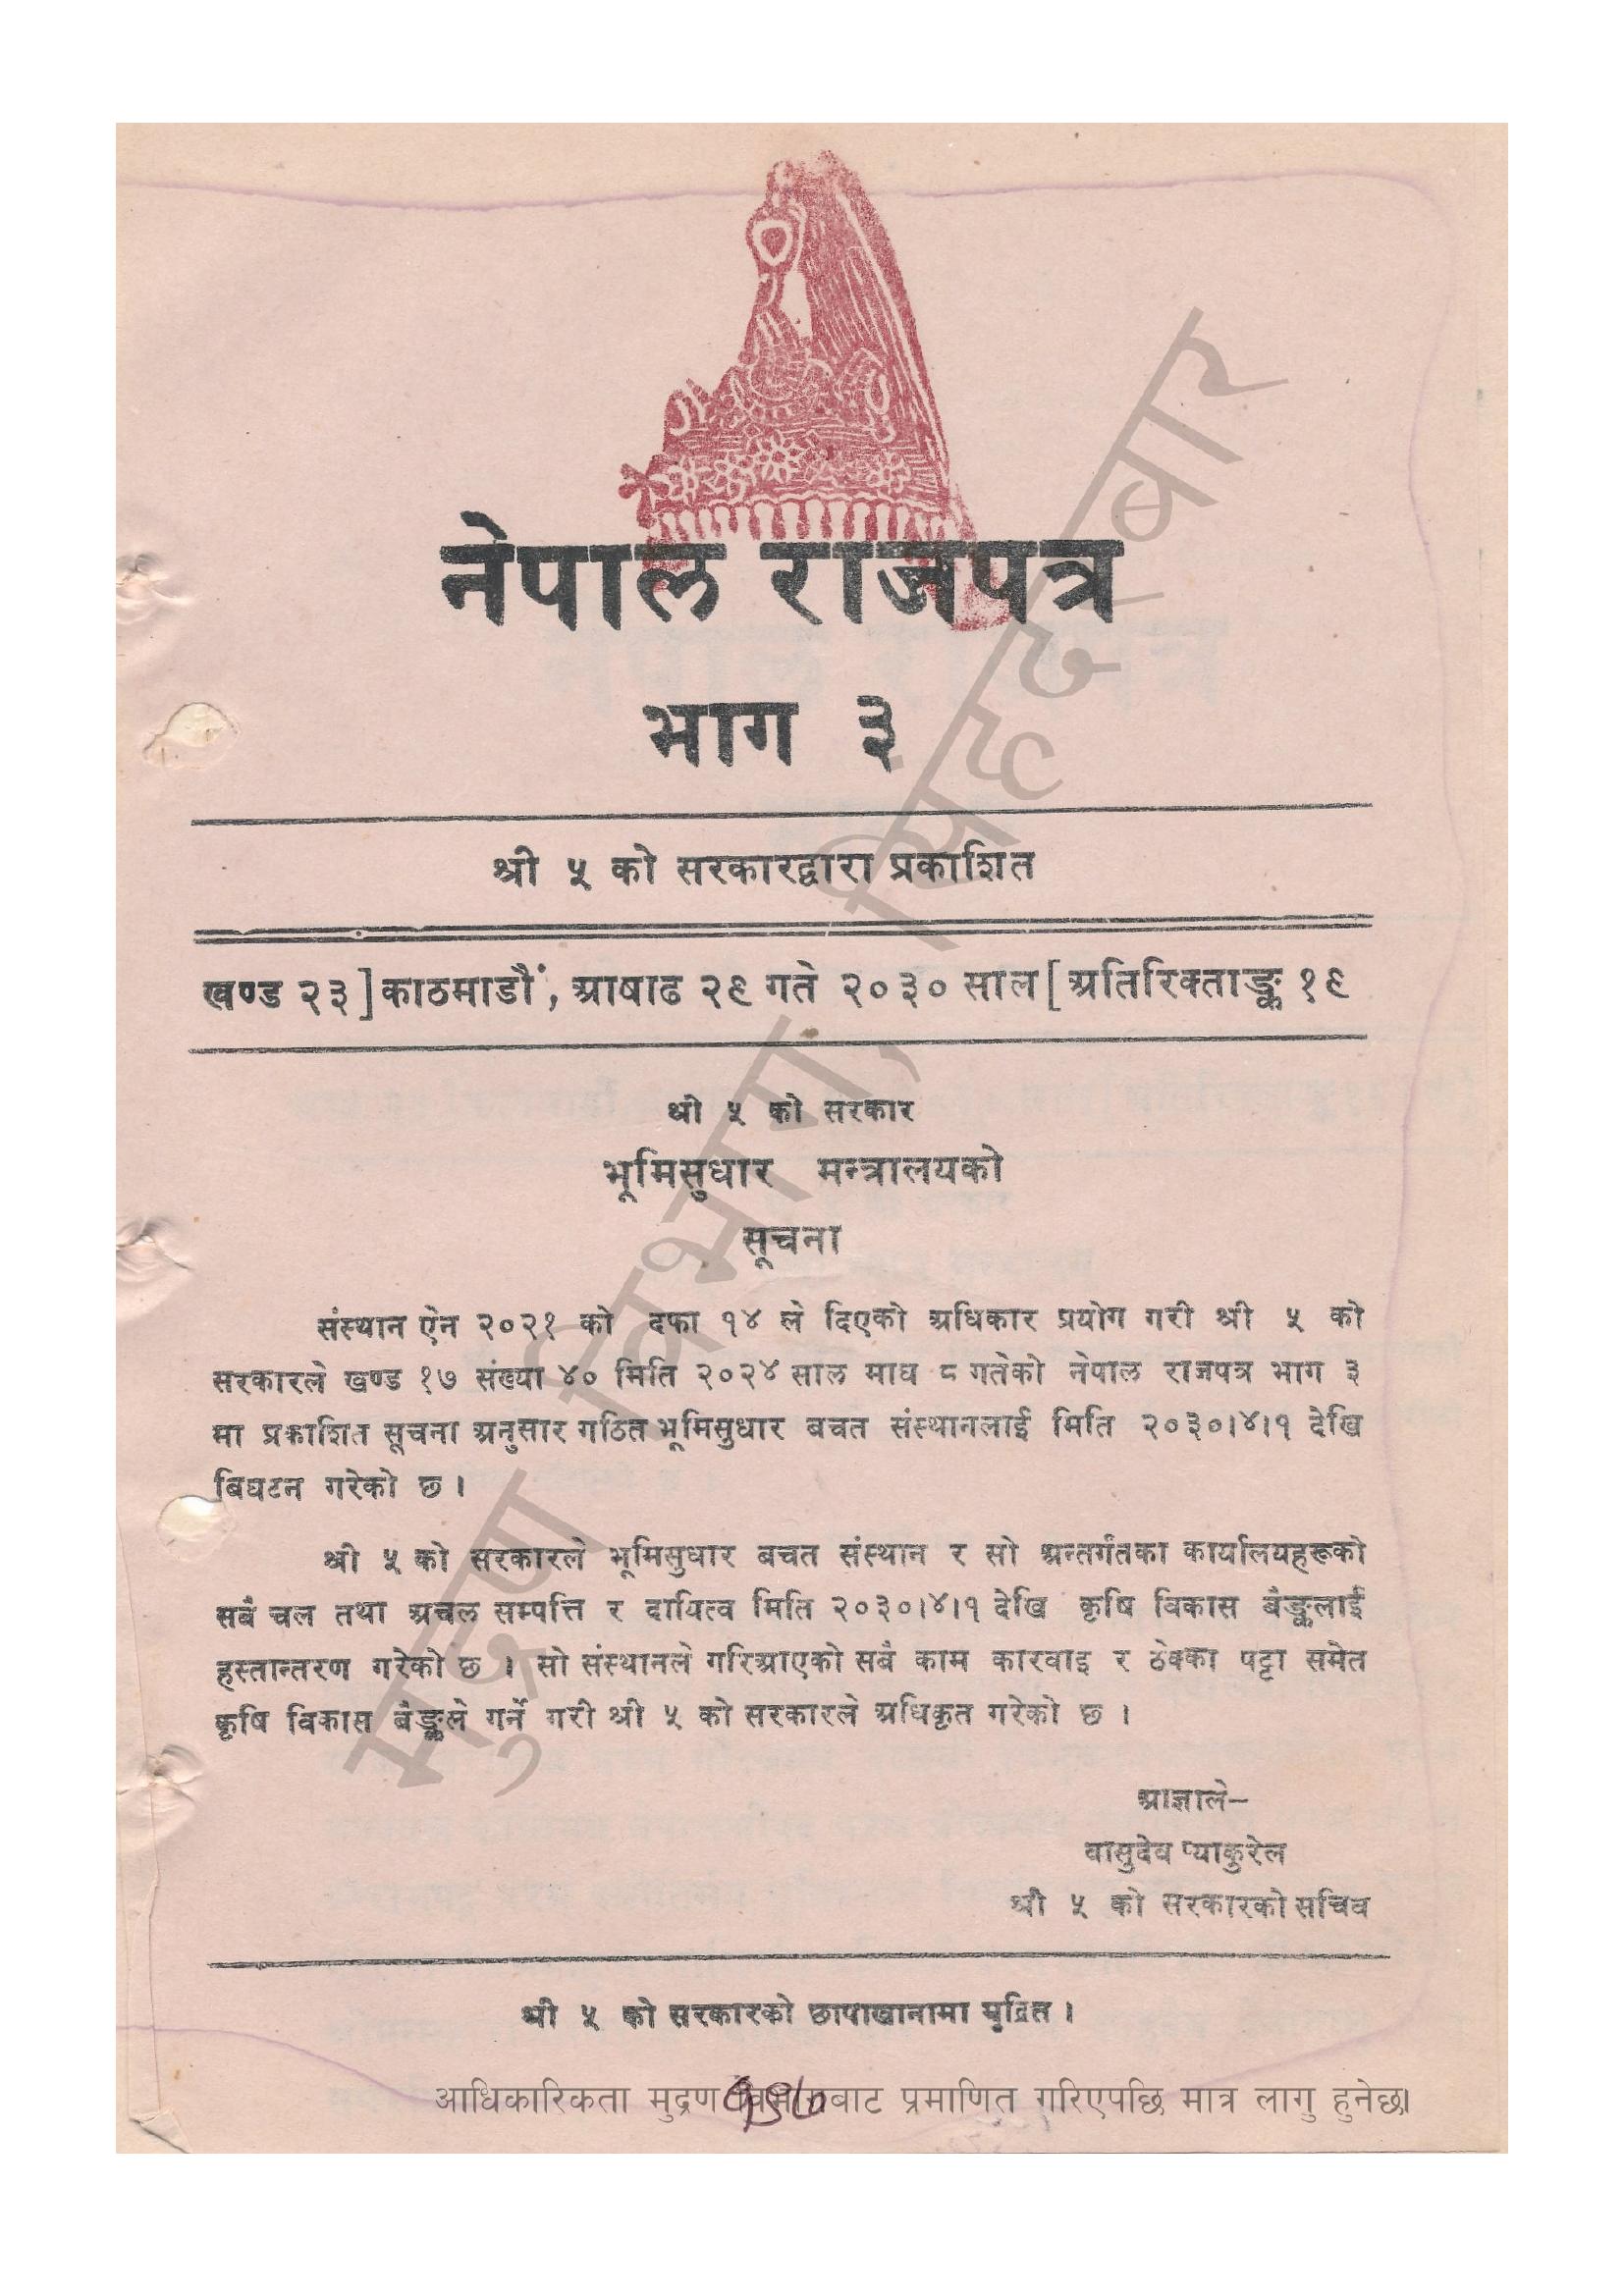 नेपाल राजपत्र
भाग ३
श्री ५ को सरकारद्वारा प्रकाशित
खण्ड २३] काठमाडौं, आषाढ २९ गते २०३० साल [ अतिरिक्ताङ्क १९
श्री ५ को सरकार
भूमिसुधार मन्त्रालयको
सूचना
संस्थान ऐन २०२१ को दफा १४ ले दिएको अधिकार प्रयोग गरी श्री ५ को
सरकारले खण्ड १७ संख्या ४० मिति २०२४ साल माघ ८ गतेको नेपाल राजपत्र भाग ३
मा प्रकाशित सूचना अनुसार गठित भूमिसुधार बचत संस्थानलाई मिति २०३०।४।१ देखि
बिघटन गरेको छ ।
श्री ५ को सरकारले भूमिसुधार बचत संस्थान र सो अन्तर्गतका कार्यालयहरूको
सबै चल तथा अचल सम्पत्ति र दायित्व मिति २०३०।४।१ देखि कृषि विकास बैङ्कलाई
हस्तान्तरण गरेको छ । सो संस्थानले गरिआएको सबै काम कारवाइ र ठेक्का पट्टा समेत
कृषि विकास बैङ्कले गर्ने गरी श्री ५ को सरकारले अधिकृत गरेको छ ।
आज्ञाले–
वासुदेव प्याकुरेल
श्री ५ को सरकारको सचिव
श्री ५ को सरकारको छापाखानामा मुद्रित ।
आधिकारिकता मुद्रण विभागबाट प्रमाणित गरिएपछि मात्र लागु हुनेछ।
मुद्रण विभाग, सिंहदरबार